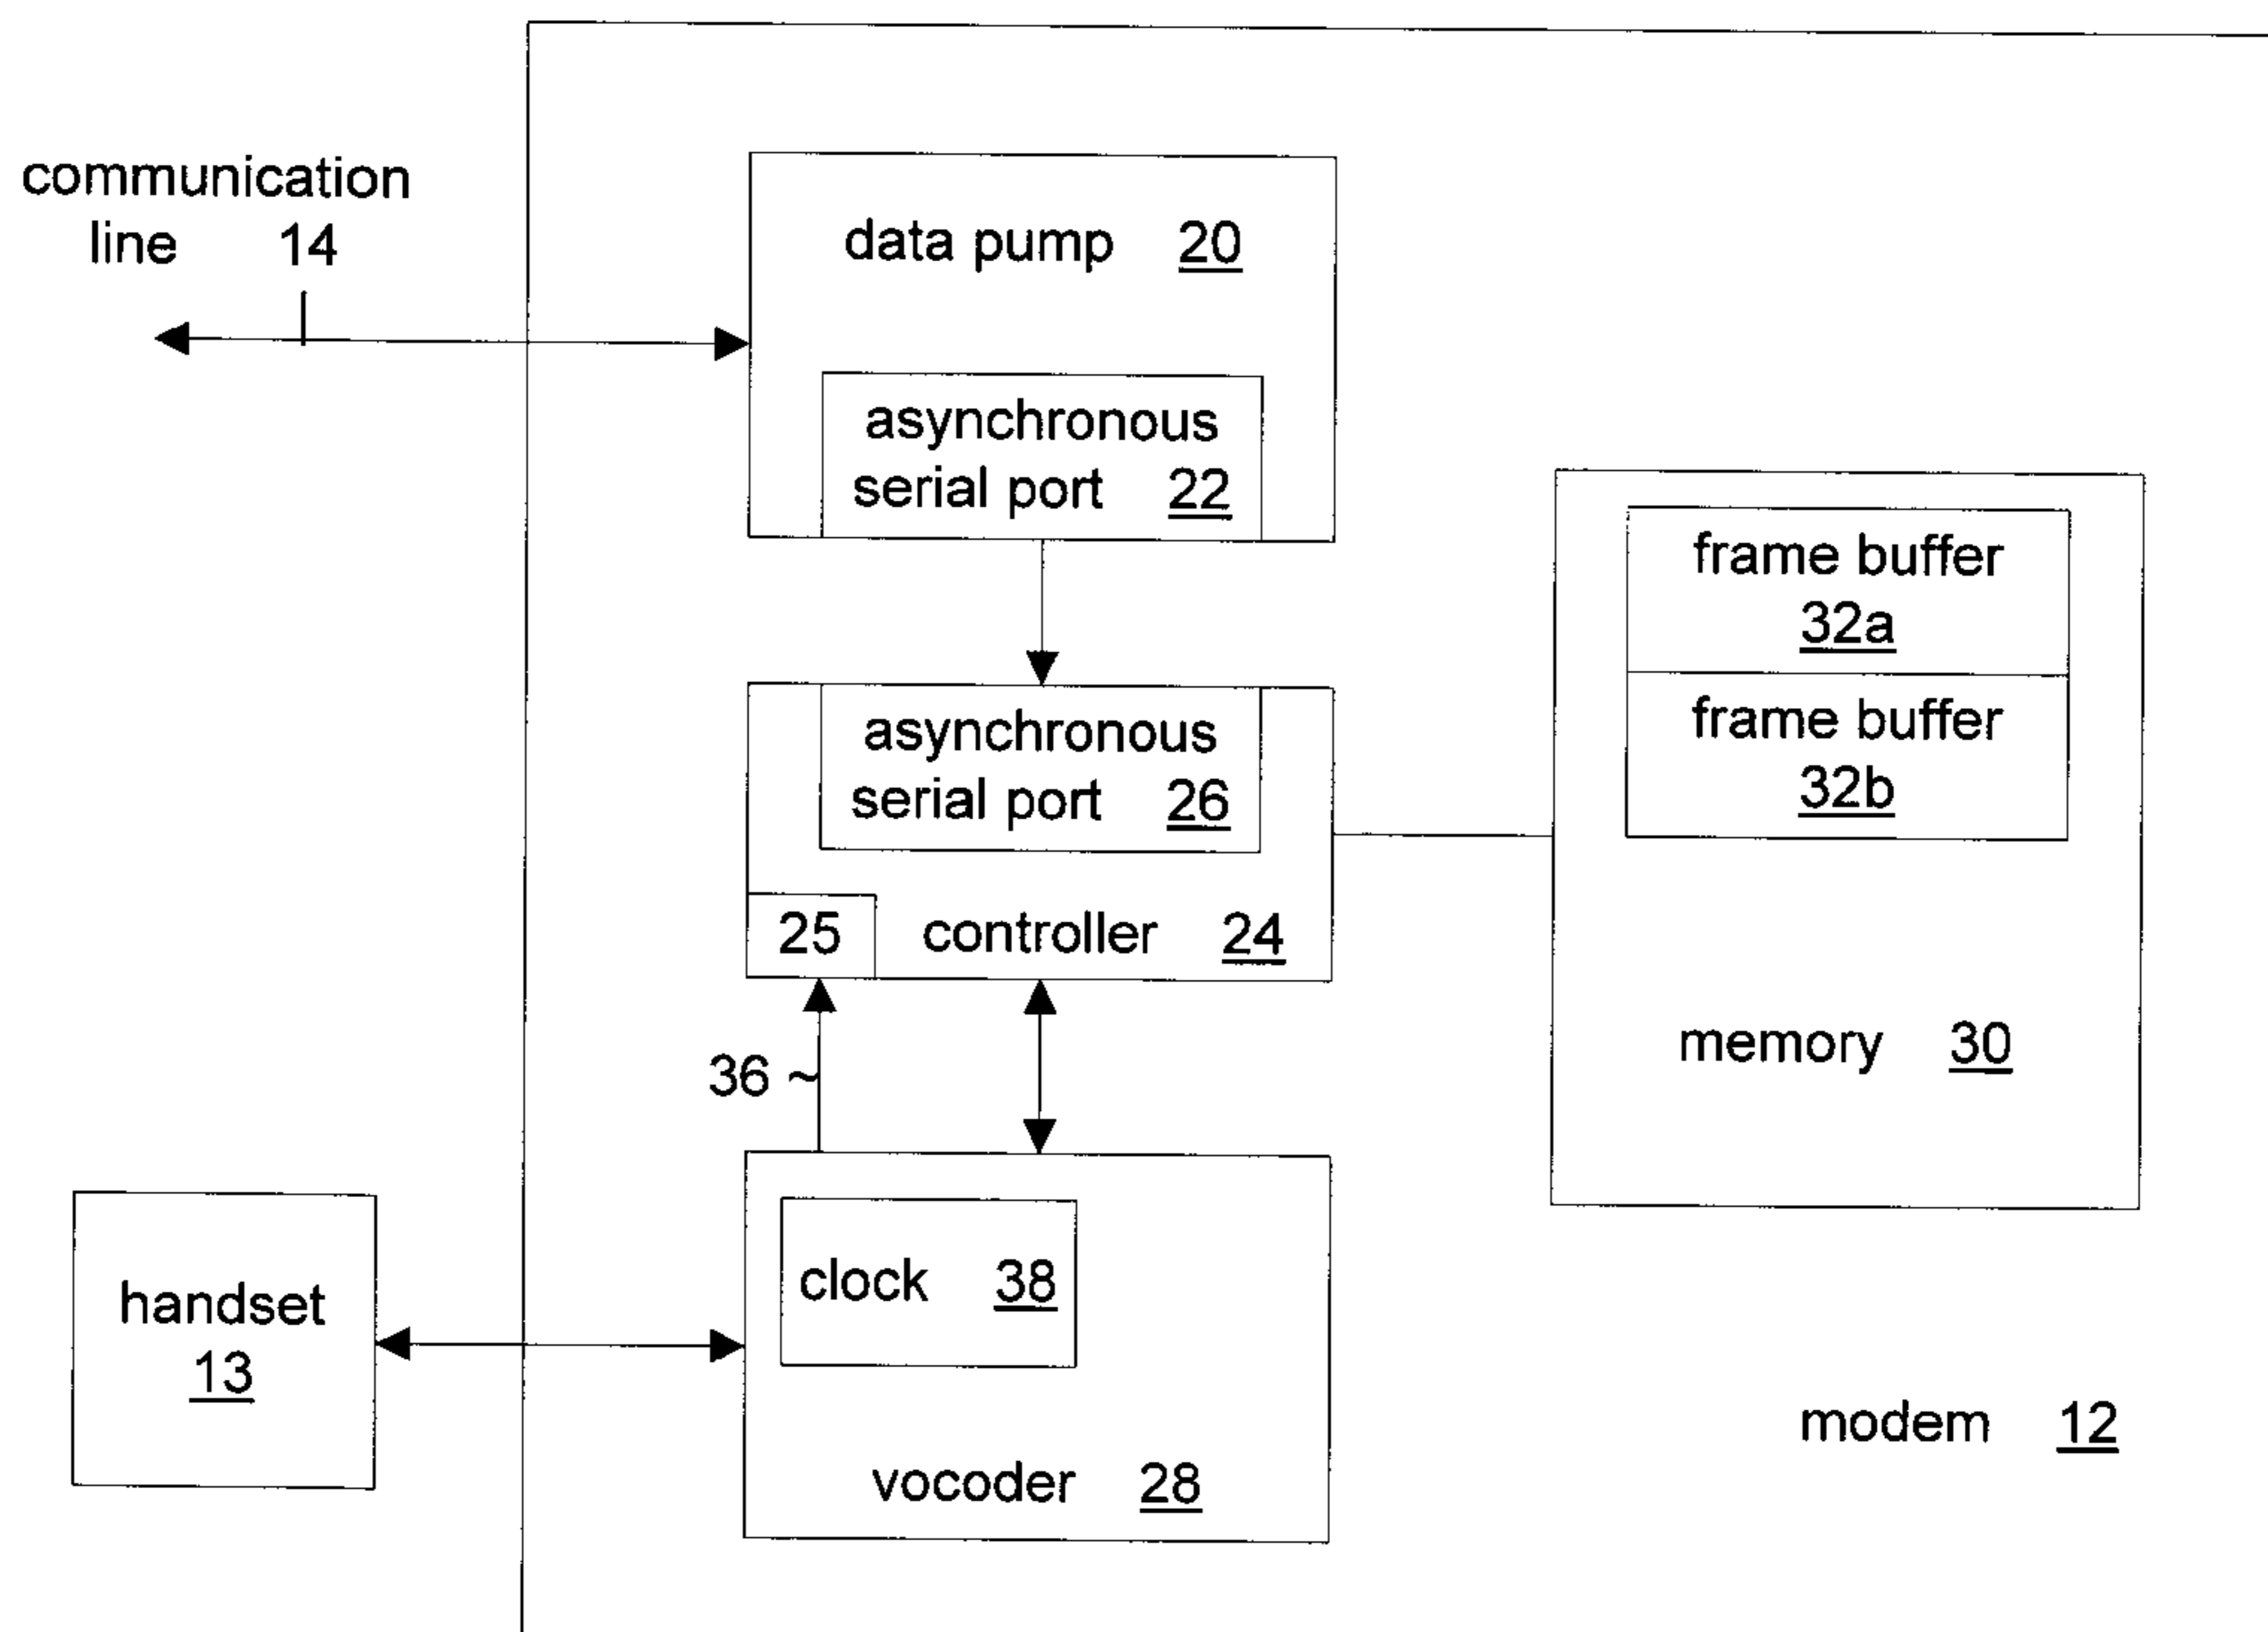 communication
line 14
data pump 20
asynchronous
serial port 22
frame buffer
32a
frame buffer
32b
asynchronous
serial port 26
25 controller 24
36 ~
memory 30
clock 38
handset
13
modem 12
vocoder 28